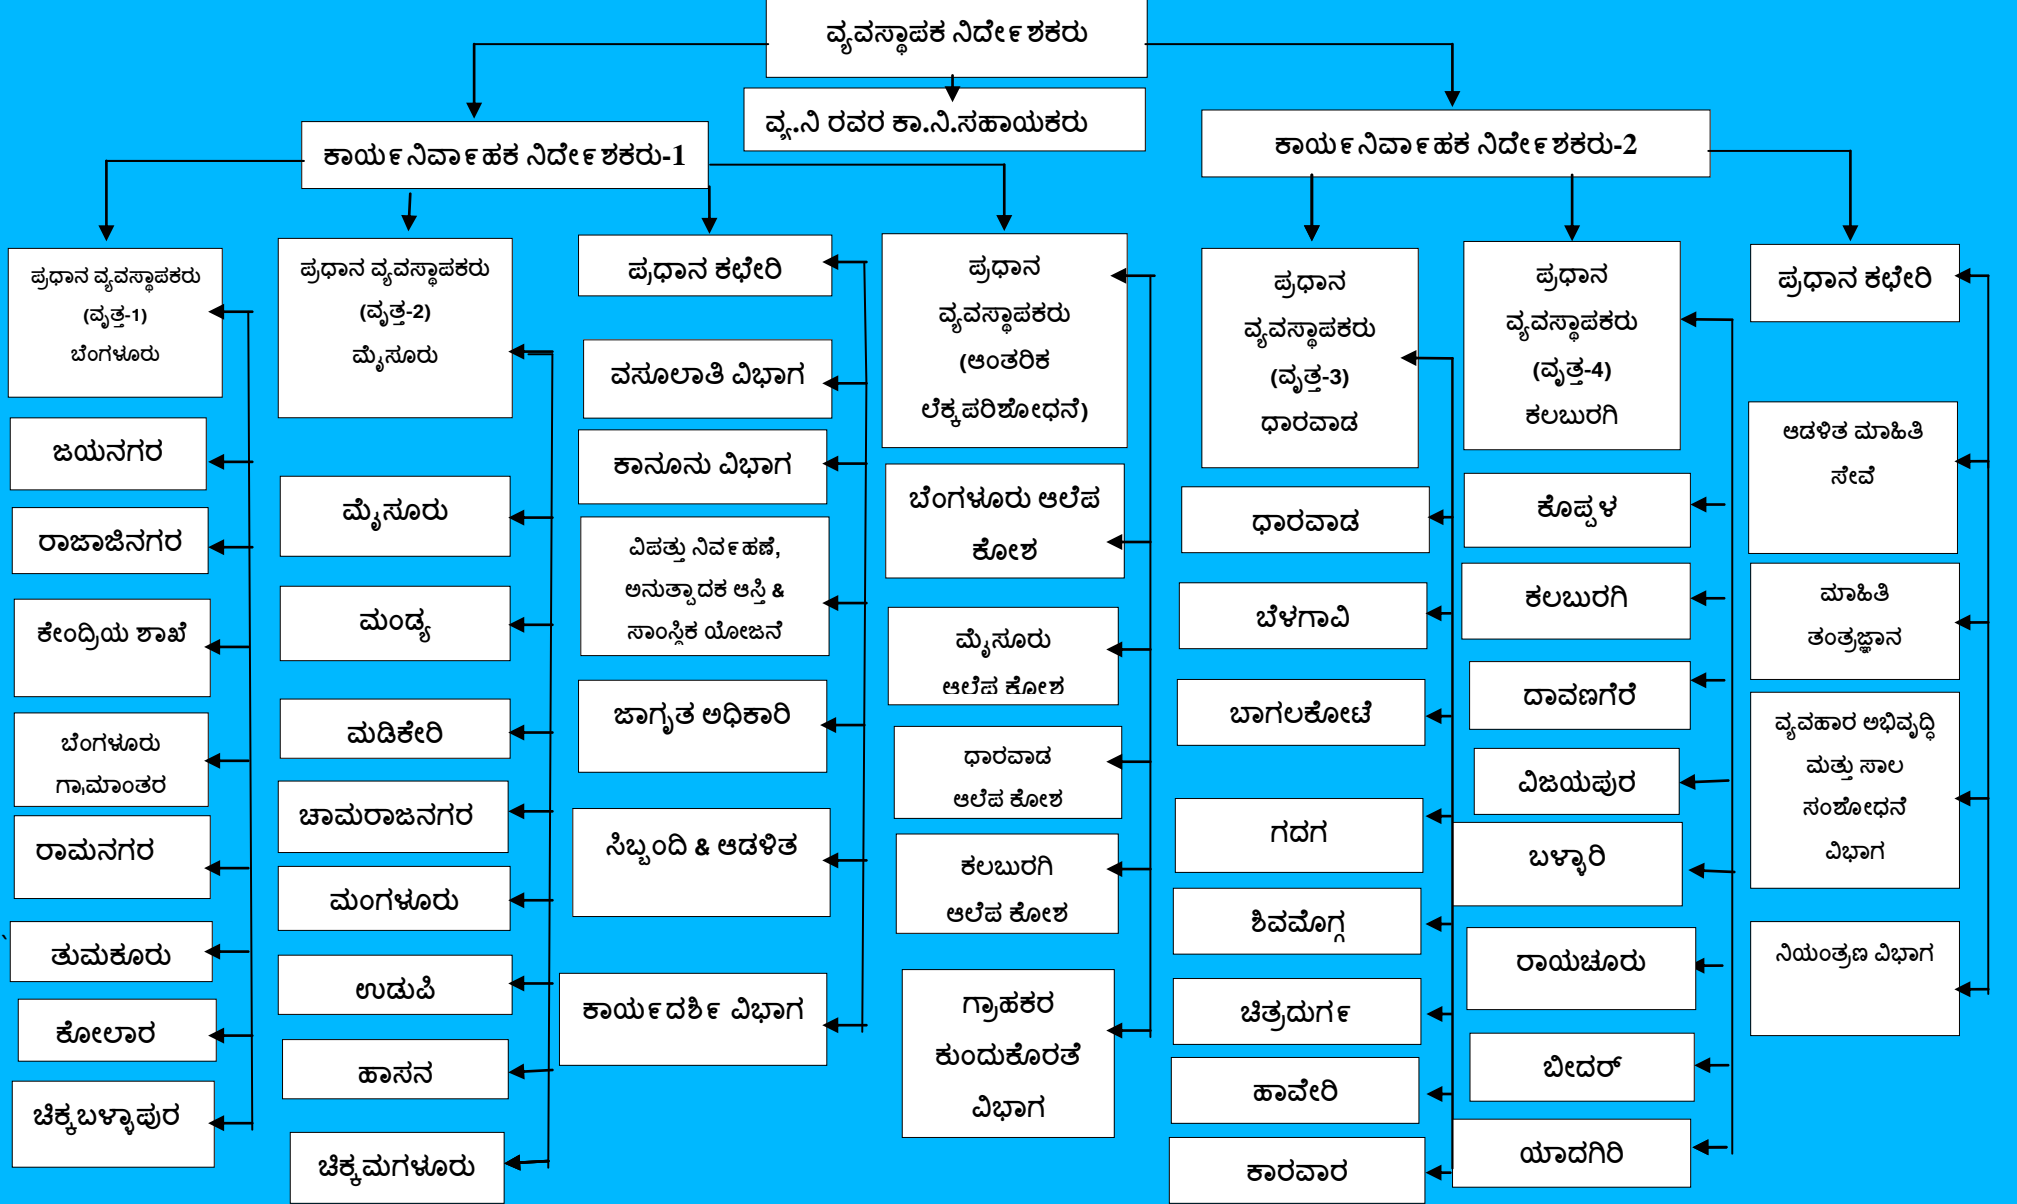 ವ್ಯವಸ್ಥಾಪಕ ನಿರ್ದೇಶಕರು
ವ್ಯ.ನಿ ರವರ ಕಾ.ನಿ.ಸಹಾಯಕರು
ಕಾರ್ಯನಿರ್ವಾಹಕ ನಿರ್ದೇಶಕರು-1
ಕಾರ್ಯನಿರ್ವಾಹಕ ನಿರ್ದೇಶಕರು-2
ಪ್ರಧಾನ ವ್ಯವಸ್ಥಾಪಕರು
(ವೃತ್ತ-1)
ಬೆಂಗಳೂರು
ಜಯನಗರ
ರಾಜಾಜಿನಗರ
ಕೇಂದ್ರಿಯ ಶಾಖೆ
ಬೆಂಗಳೂರು
ಗ್ರಾಮಾಂತರ
ರಾಮನಗರ
ತುಮಕೂರು
ಕೋಲಾರ
ಚಿಕ್ಕಬಳ್ಳಾಪುರ
ಪ್ರಧಾನ ವ್ಯವಸ್ಥಾಪಕರು
(ವೃತ್ತ-2)
ಮೈಸೂರು
ಮೈಸೂರು
ಮಂಡ್ಯ
ಮಡಿಕೇರಿ
ಚಾಮರಾಜನಗರ
ಮಂಗಳೂರು
ಉಡುಪಿ
ಹಾಸನ
ಚಿಕ್ಕಮಗಳೂರು
ಪ್ರಧಾನ ಕಛೇರಿ
ವಸೂಲಾತಿ ವಿಭಾಗ
ಕಾನೂನು ವಿಭಾಗ
ವಿಪತ್ತು ನಿರ್ವಹಣೆ,
ಅನುತ್ಪಾದಕ ಆಸ್ತಿ &
ಸಾಂಸ್ಥಿಕ ಯೋಜನೆ
ಜಾಗೃತ ಅಧಿಕಾರಿ
ಸಿಬ್ಬಂದಿ & ಆಡಳಿತ
ಕಾರ್ಯದರ್ಶಿ ವಿಭಾಗ
ಪ್ರಧಾನ
ವ್ಯವಸ್ಥಾಪಕರು
(ಆಂತರಿಕ
ಲೆಕ್ಕಪರಿಶೋಧನೆ)
ಬೆಂಗಳೂರು ಆಲೆಪ
ಕೋಶ
ಮೈಸೂರು
ಆಲೆಪ ಕೋಶ
ಧಾರವಾಡ
ಆಲೆಪ ಕೋಶ
ಕಲಬುರಗಿ
ಆಲೆಪ ಕೋಶ
ಗ್ರಾಹಕರ
ಕುಂದುಕೊರತೆ
ವಿಭಾಗ
ಪ್ರಧಾನ
ವ್ಯವಸ್ಥಾಪಕರು
(ವೃತ್ತ-3)
ಧಾರವಾಡ
ಧಾರವಾಡ
ಬೆಳಗಾವಿ
ಬಾಗಲಕೋಟೆ
ಗದಗ
ಶಿವಮೊಗ್ಗ
ಚಿತ್ರದುರ್ಗ
ಹಾವೇರಿ
ಕಾರವಾರ
ಪ್ರಧಾನ
ವ್ಯವಸ್ಥಾಪಕರು
(ವೃತ್ತ-4)
ಕಲಬುರಗಿ
ಕೊಪ್ಪಳ
ಕಲಬುರಗಿ
ದಾವಣಗೆರೆ
ವಿಜಯಪುರ
ಬಳ್ಳಾರಿ
ರಾಯಚೂರು
ಬೀದರ್
ಯಾದಗಿರಿ
ಪ್ರಧಾನ ಕಛೇರಿ
ಆಡಳಿತ ಮಾಹಿತಿ
ಸೇವೆ
ಮಾಹಿತಿ
ತಂತ್ರಜ್ಞಾನ
ವ್ಯವಹಾರ ಅಭಿವೃದ್ಧಿ
ಮತ್ತು ಸಾಲ
ಸಂಶೋಧನೆ
ವಿಭಾಗ
ನಿಯಂತ್ರಣ ವಿಭಾಗ